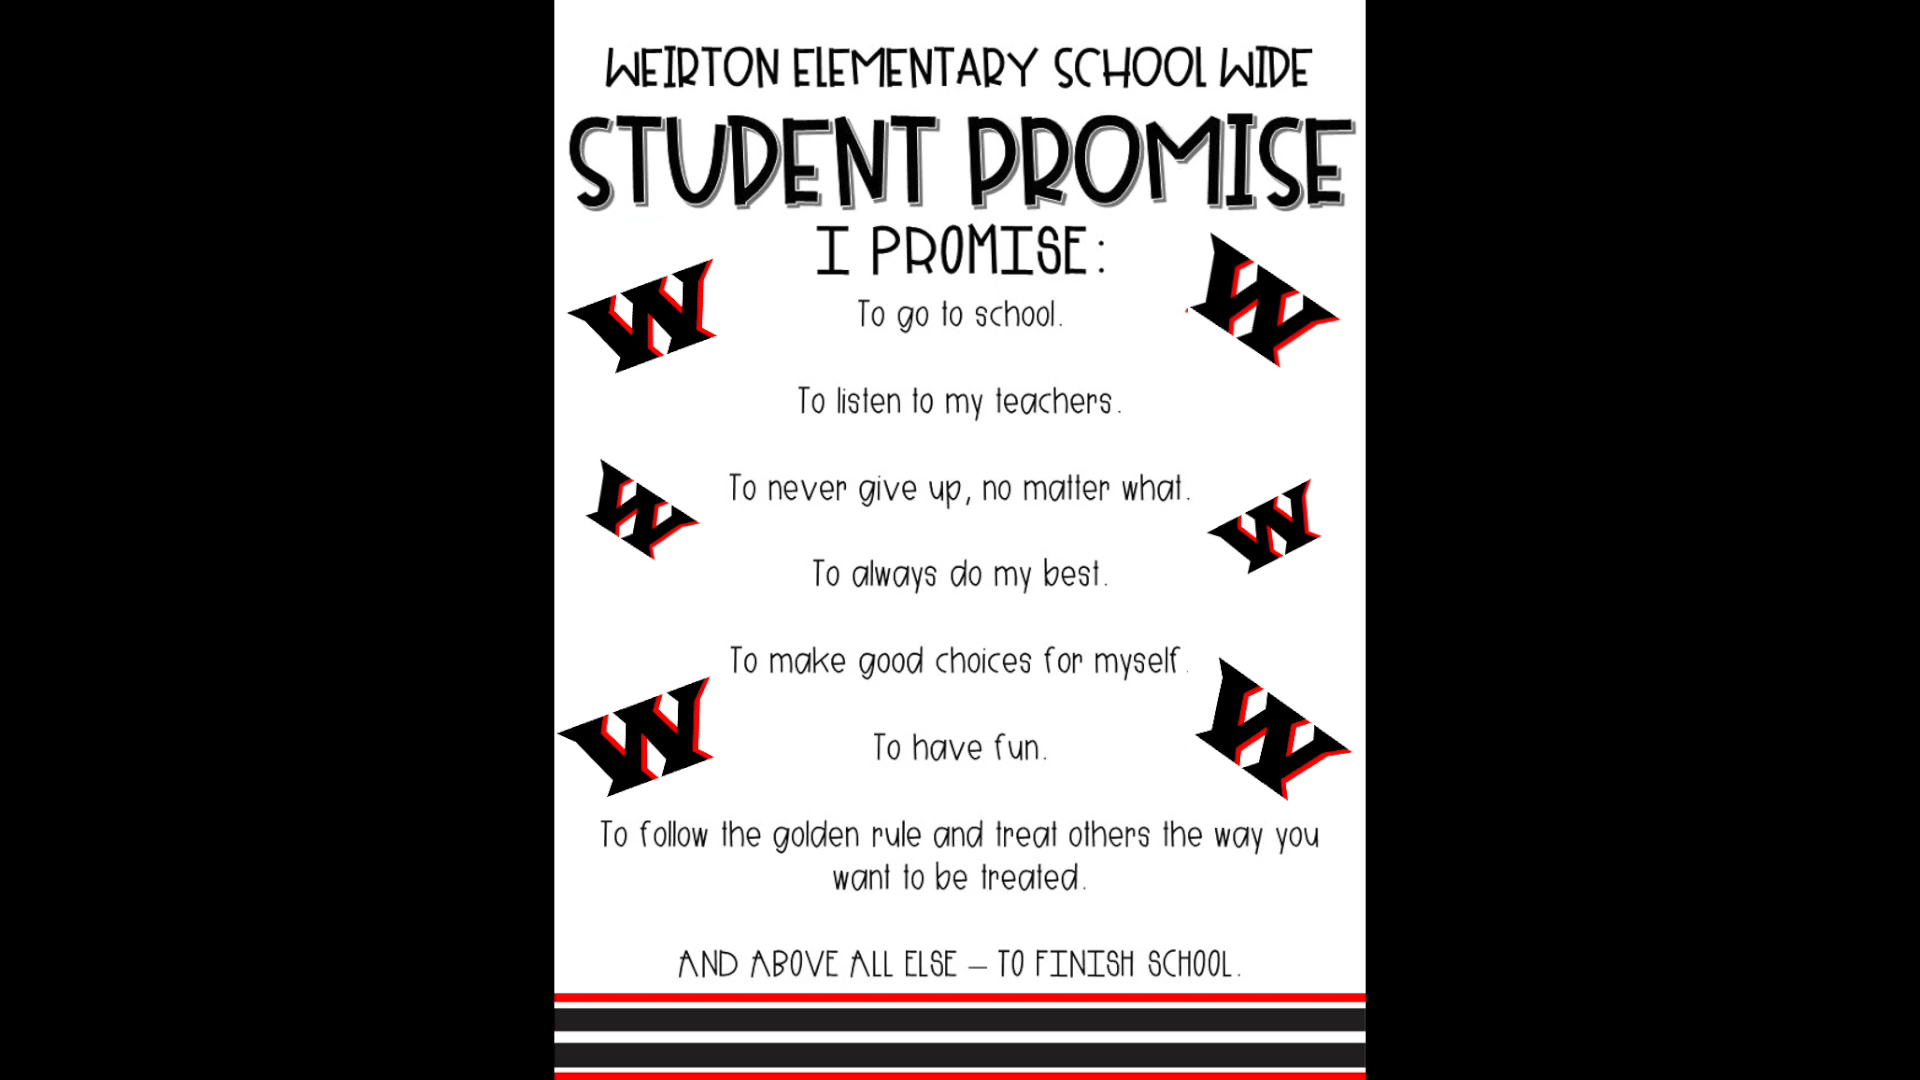 WEIRTON ELEMENTARY SCHOOL WIDE
STUDENT PROMISE
I PROMISE:
W
W
To go to school.
To listen to my teachers.
W
To never give up, no matter what.
W
To always do my best.
To make good choices for myself.
W
W
To have fun.
To follow the golden rule and treat others the way you
want to be treated.
AND ABOVE ALL ELSE – TO FINISH SCHOOL.